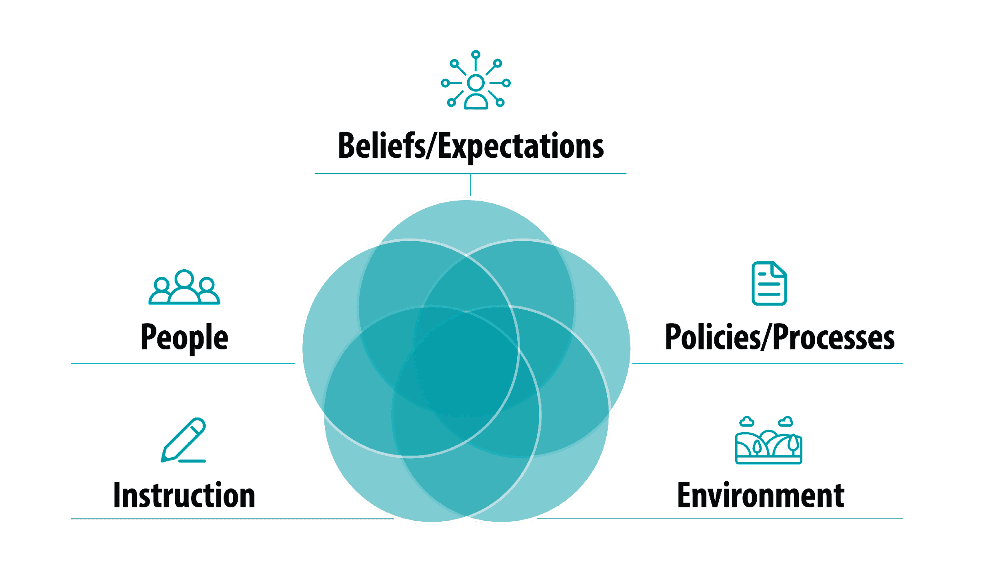 Beliefs/Expectations
People
Policies/Processes
Instruction
Environment